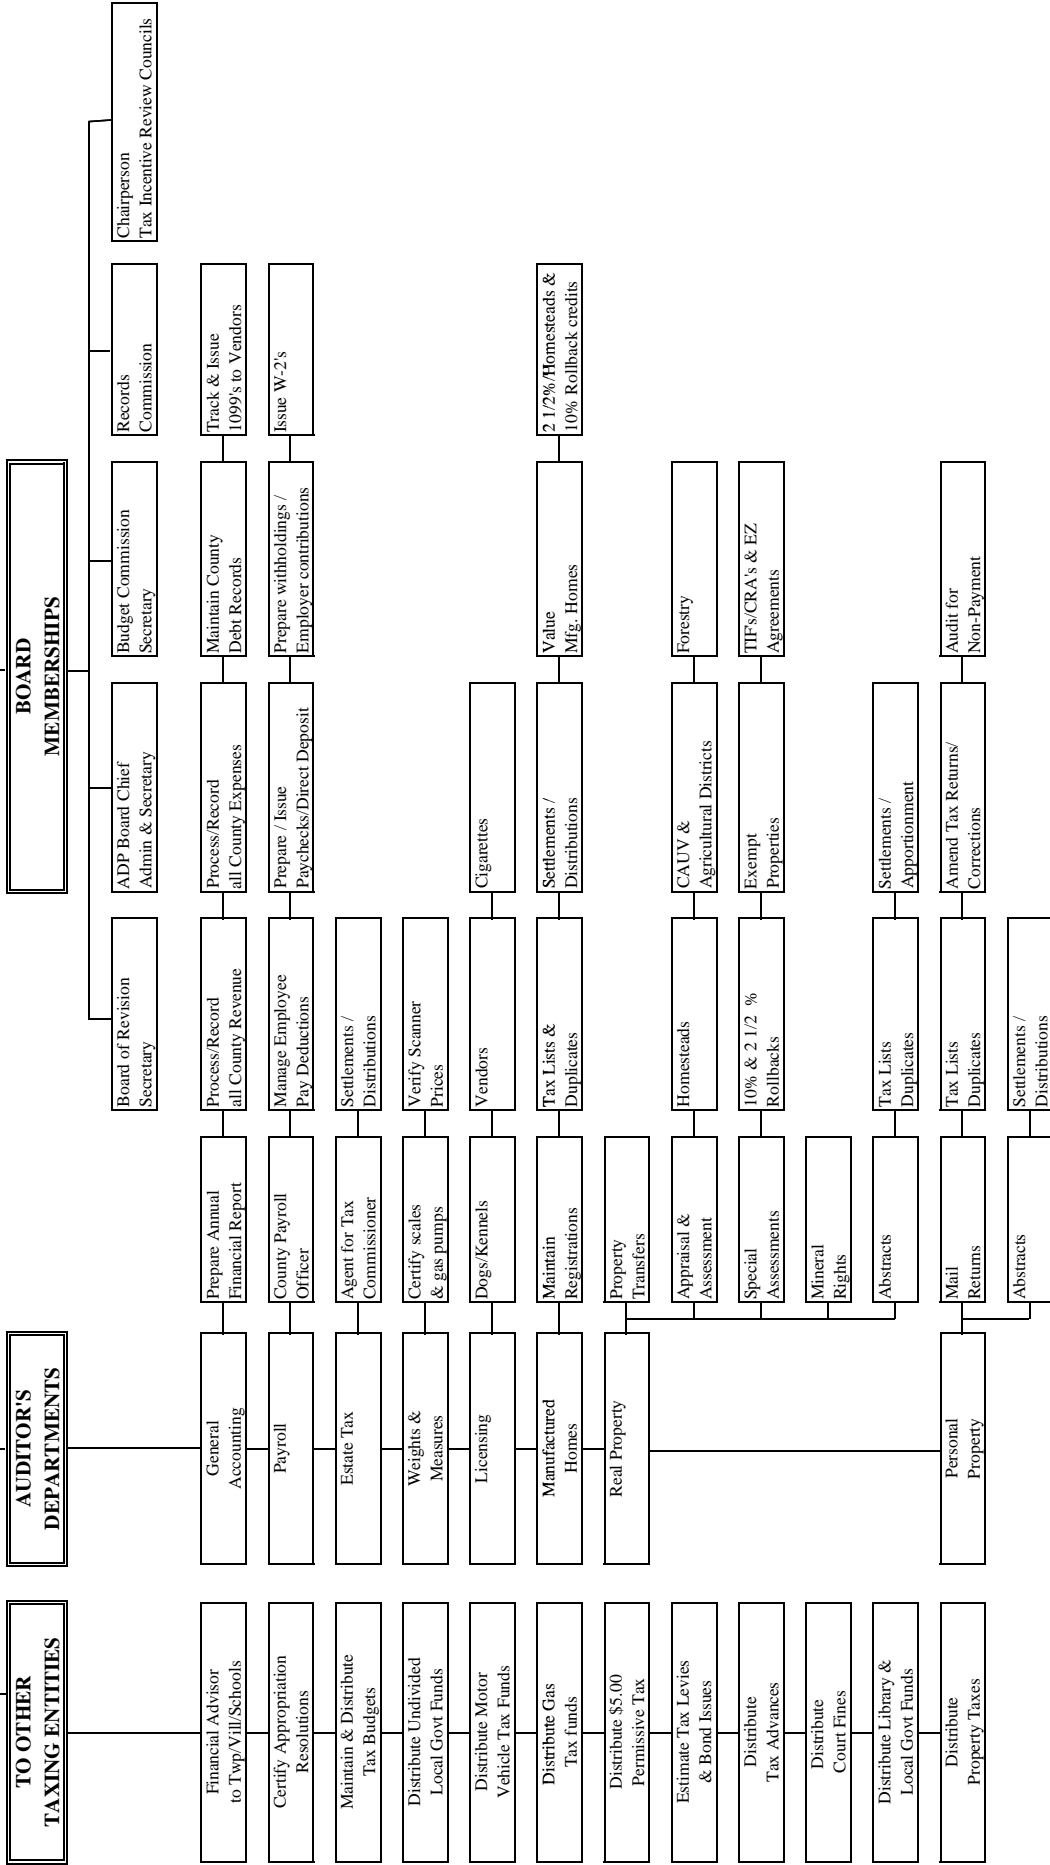 TO OTHER
TAXING ENTITIES
AUDITOR'S
DEPARTMENTS
BOARD
MEMBERSHIPS
Board of Revision
Secretary
ADP Board Chief
Admin & Secretary
Budget Commission
Secretary
Records
Commission
Chairperson
Tax Incentive Review Councils
Financial Advisor
to Twp/Vill/Schools
General
Accounting
Prepare Annual
Financial Report
Process/Record
all County Revenue
Process/Record
all County Expenses
Maintain County
Debt Records
Track & Issue
1099's to Vendors
Certify Appropriation
Resolutions
Payroll
County Payroll
Officer
Manage Employee
Pay Deductions
Prepare / Issue
Paychecks/Direct Deposit
Prepare withholdings /
Employer contributions
Issue W-2's
Maintain & Distribute
Tax Budgets
Estate Tax
Agent for Tax
Commissioner
Settlements /
Distributions
Distribute Undivided
Local Govt Funds
Weights &
Measures
Certify scales
& gas pumps
Verify Scanner
Prices
Distribute Motor
Vehicle Tax Funds
Licensing
Dogs/Kennels
Vendors
Cigarettes
Distribute Gas
Tax funds
Manufactured
Homes
Maintain
Registrations
Tax Lists &
Duplicates
Settlements /
Distributions
Value
Mfg. Homes
2 1/2%/Homesteads &
10% Rollback credits
Distribute $5.00
Permissive Tax
Real Property
Property
Transfers
Estimate Tax Levies
& Bond Issues
Appraisal &
Assessment
Homesteads
CAUV &
Agricultural Districts
Forestry
Distribute
Tax Advances
Special
Assessments
10% & 2 1/2 %
Rollbacks
Exempt
Properties
TIF's/CRA's & EZ
Agreements
Distribute
Court Fines
Mineral
Rights
Distribute Library &
Local Govt Funds
Abstracts
Tax Lists
Duplicates
Settlements /
Apportionment
Distribute
Property Taxes
Personal
Property
Mail
Returns
Tax Lists
Duplicates
Amend Tax Returns/
Corrections
Audit for
Non-Payment
Abstracts
Settlements /
Distributions